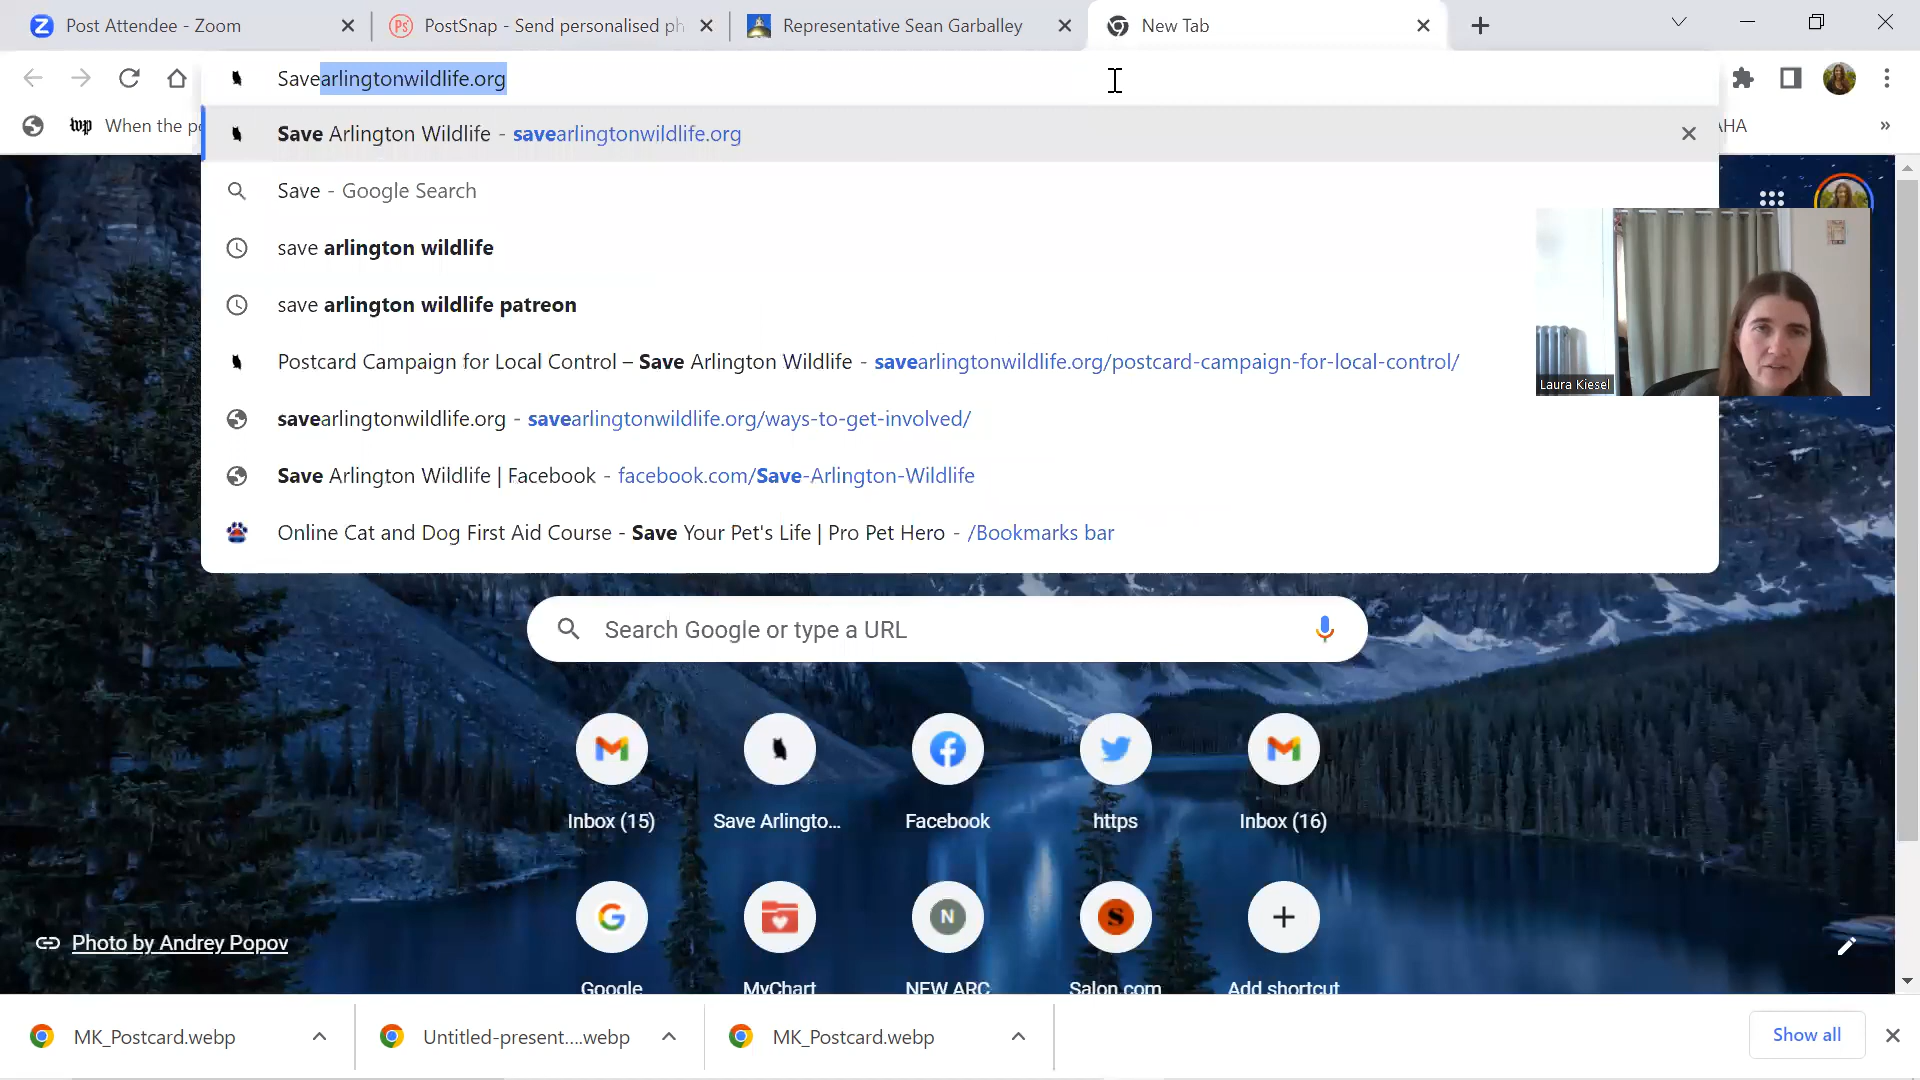 Post Attendee - Zoom
PostSnap - Send personalised ph
Representative Sean Garballey
New Tab
Savearlingtonwildlife.org
wp When the pe
AHA
»
Save Arlington Wildlife - savearlingtonwildlife.org
Save - Google Search
save arlington wildlife
save arlington wildlife patreon
Postcard Campaign for Local Control – Save Arlington Wildlife - savearlingtonwildlife.org/postcard-campaign-for-local-control/
savearlingtonwildlife.org - savearlingtonwildlife.org/ways-to-get-involved/
Save Arlington Wildlife | Facebook - facebook.com/Save-Arlington-Wildlife
Online Cat and Dog First Aid Course - Save Your Pet's Life | Pro Pet Hero - /Bookmarks bar
Laura Kiesel
Search Google or type a URL
Inbox (15)
Save Arlingto...
Facebook
https
Inbox (16)
N
S
Google
MyChart
NEW ARC
Salon.com
Add shortcut
Photo by Andrey Popov
MK_Postcard.webp
Untitled-present....webp
MK_Postcard.webp
Show all